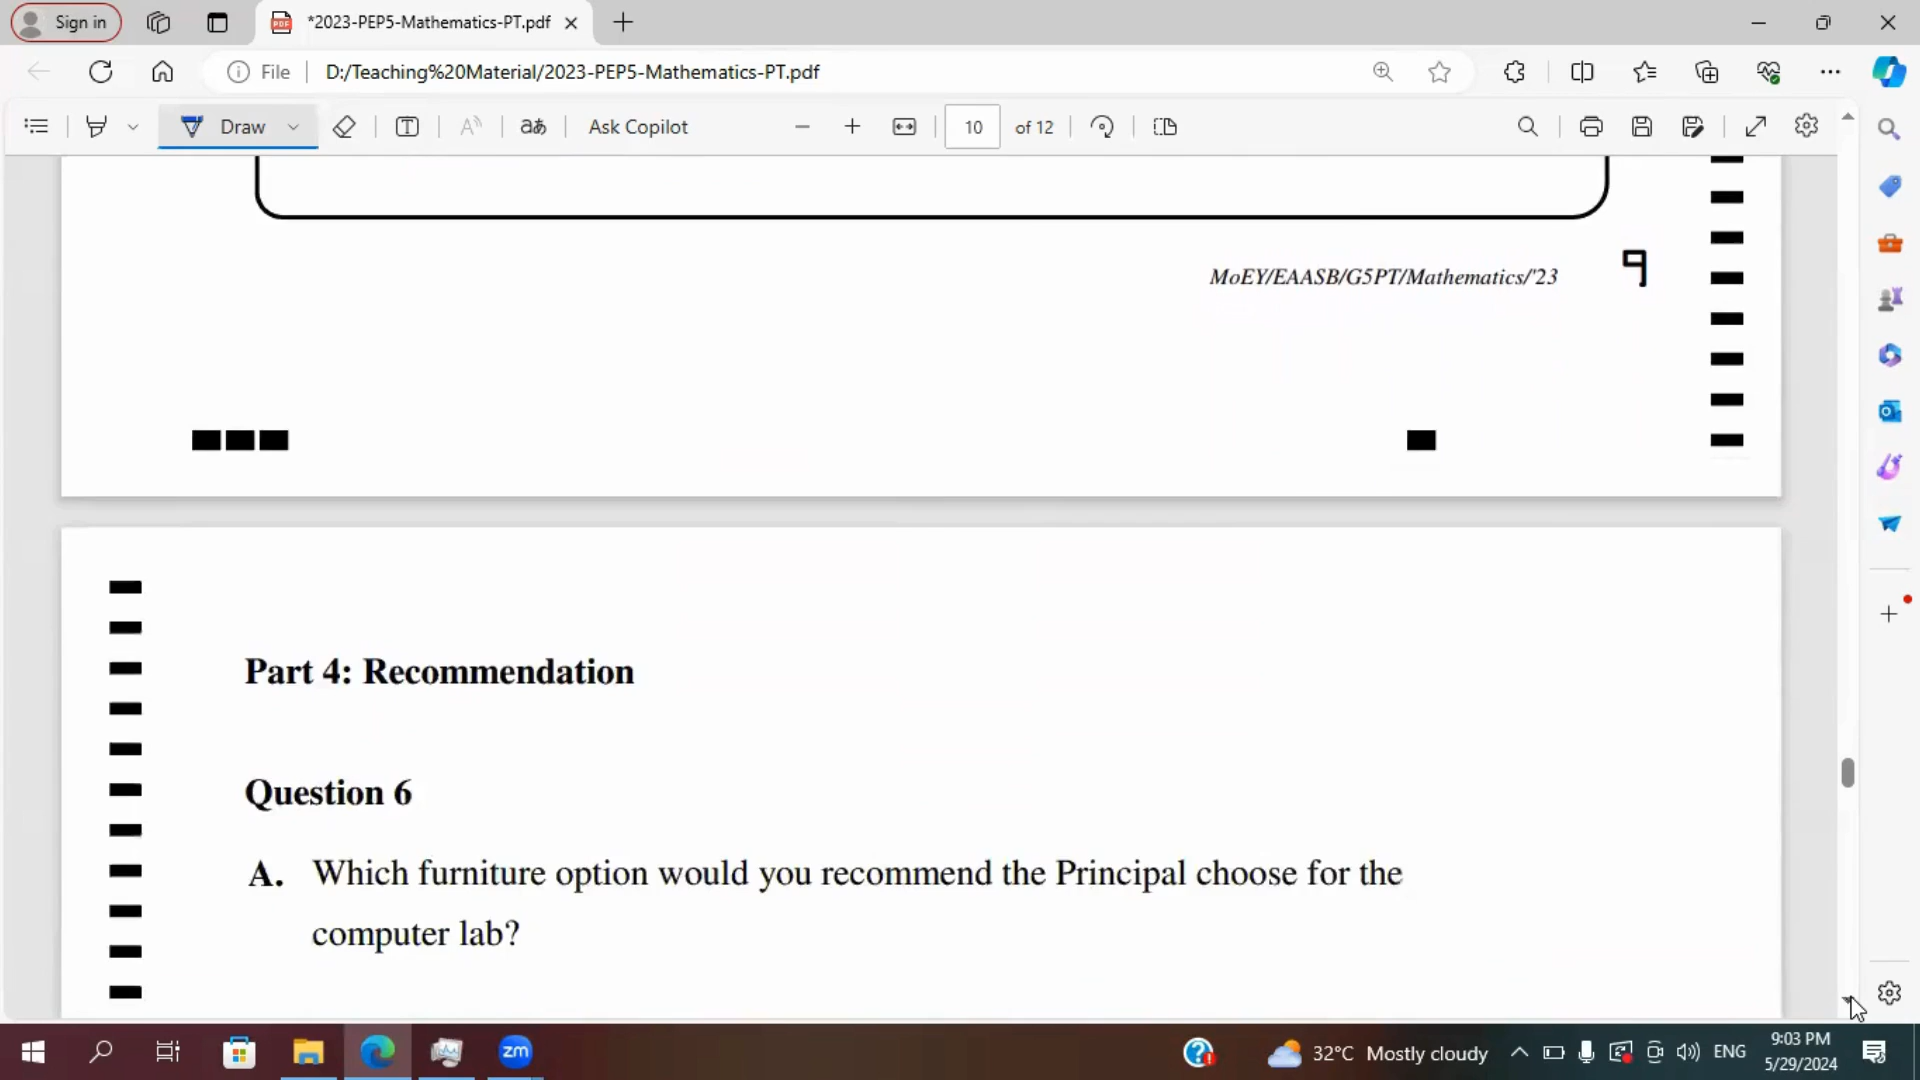 Sign in
*2023-PEP5-Mathematics-PT.pdf
File
D:/Teaching%20Material/2023-PEP5-Mathematics-PT.pdf
Draw
Ask Copilot
10
of 12
MoEY/EAASB/G5PT/Mathematics/'23
9
Part 4: Recommendation
Question 6
A. Which furniture option would you recommend the Principal choose for the
computer lab?
zm
32°C Mostly cloudy
ENG
9:03 PM
5/29/2024